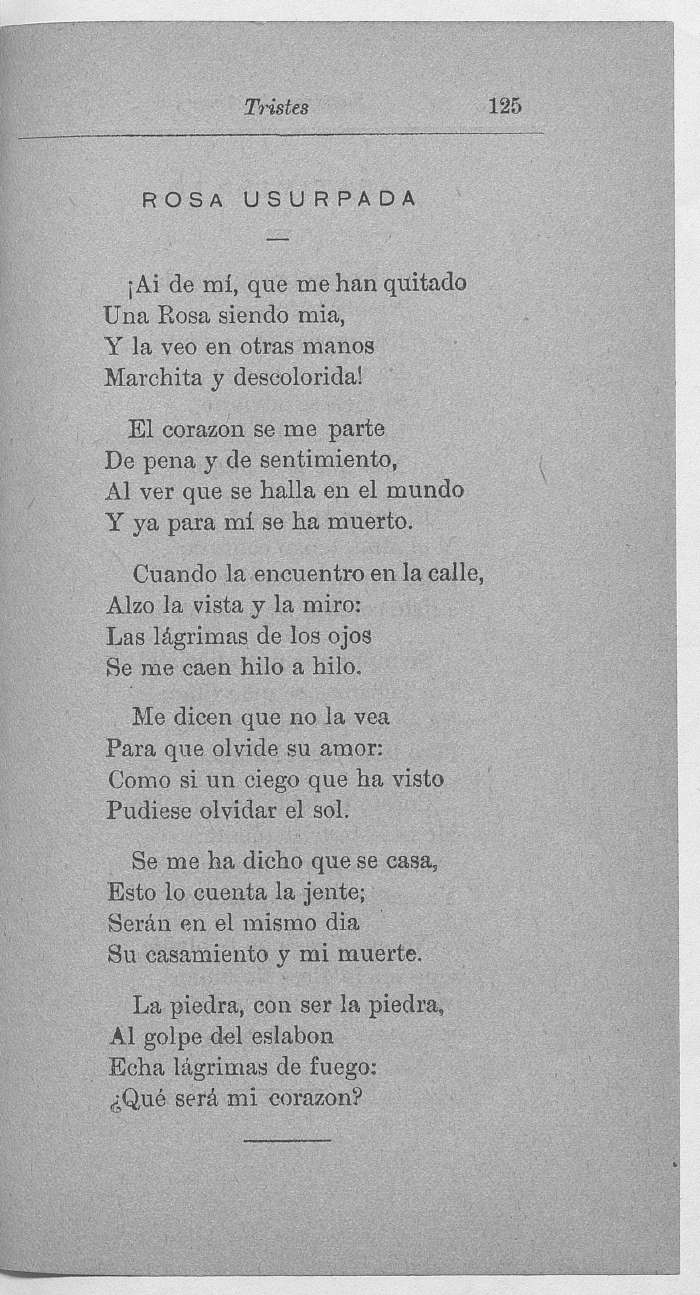 Tristes 125
ROSA USURPADA
¡Ai de mí, que me han quitado
Una Rosa siendo mia,
Y la veo en otras manos
Marchita y descolorida!
El corazon se me parte
De pena y de sentimiento,
Al ver que se halla en el mundo
Y ya para mí se ha muerto.
Cuando la encuentro en la calle,
Alzo la vista y la miro:
Las lágrimas de los ojos
Se me caen hilo a hilo.
Me dicen que no la vea
Para que olvide su amor:
Como si un ciego que ha visto
Pudiese olvidar el sol.
Se me ha dicho que se casa,
Esto lo cuenta la jente;
Serán en el mismo dia
Su casamiento y mi muerte.
La piedra, con ser la piedra,
Al golpe del eslabon
Echa lágrimas de fuego:
¿Qué será mi corazon?